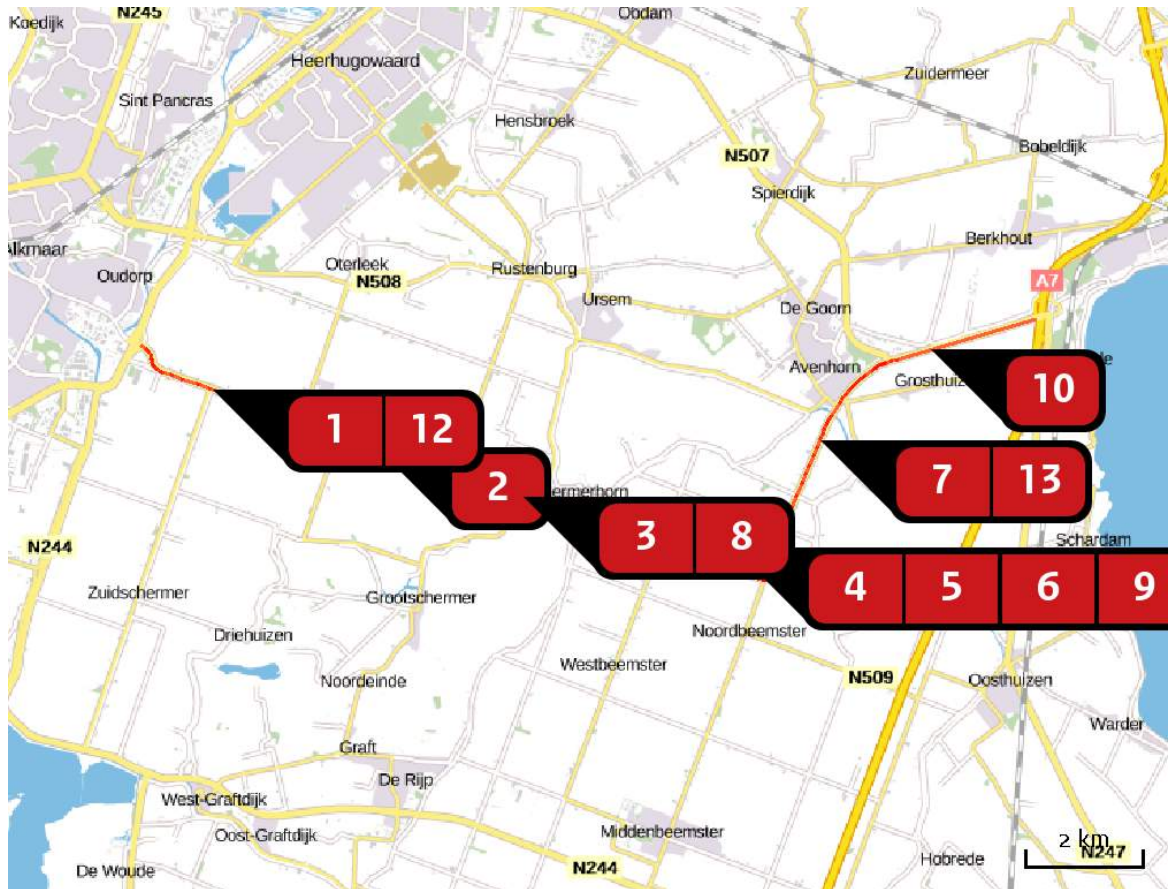 N245
Koedijk
Obdam
Heerhugowaard
Zuidermeer
Sint Pancras
Hensbroek
Bobeldijk
N507
Spierdijk
Alkmaar
Berkhout
Oudorp
Oterleek
Rustenburg
N508
A7
Ursem
De Goorn
Avenhorn
Grosthuiz
10
1 12
2
ermerhorn
7 13
3 8
N244
Schardam
4 5 6 9
Zuidschermer
Grootschermer
Driehuizen
Noordbeemster
Westbeemster
Noordeinde
N509
Oosthuizen
Warder
Graft
De Rijp
West-Graftdijk
Oost-Graftdijk
Middenbeemster
2 km
N247
De Woude
N244
Hobrede